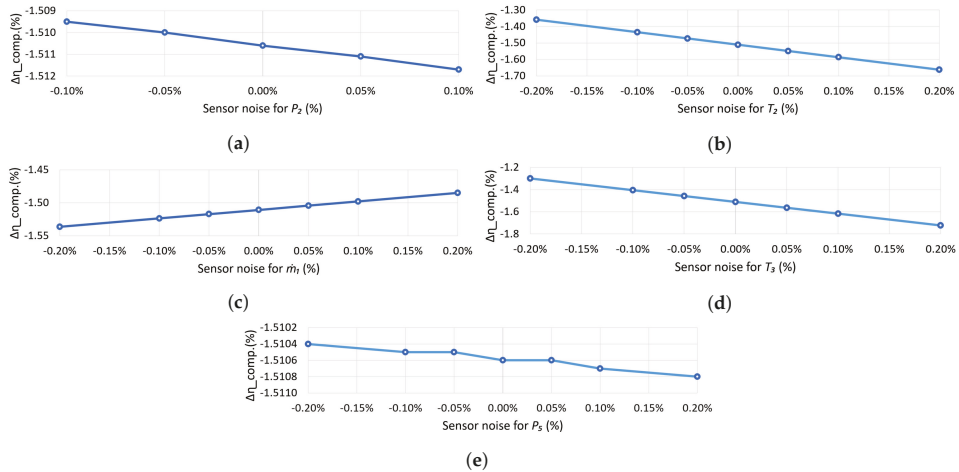 Δη_comp.(%)
-1.509
-1.510
-1.511
-1.512
-0.10% -0.05% 0.00% 0.05% 0.10%
Sensor noise for P₂ (%)
(a)
Δη_comp.(%)
-1.30
-1.40
-1.50
-1.60
-1.70
-0.20% -0.15% -0.10% -0.05% 0.00% 0.05% 0.10% 0.15% 0.20%
Sensor noise for T₂ (%)
(b)
Δη_comp.(%)
-1.45
-1.50
-1.55
-0.20% -0.15% -0.10% -0.05% 0.00% 0.05% 0.10% 0.15% 0.20%
Sensor noise for ṁ₁ (%)
(c)
Δη_comp.(%)
-1.2
-1.4
-1.6
-1.8
-0.20% -0.15% -0.10% -0.05% 0.00% 0.05% 0.10% 0.15% 0.20%
Sensor noise for T₃ (%)
(d)
Δη_comp.(%)
-1.5102
-1.5104
-1.5106
-1.5108
-1.5110
-0.20% -0.15% -0.10% -0.05% 0.00% 0.05% 0.10% 0.15% 0.20%
Sensor noise for P₅ (%)
(e)